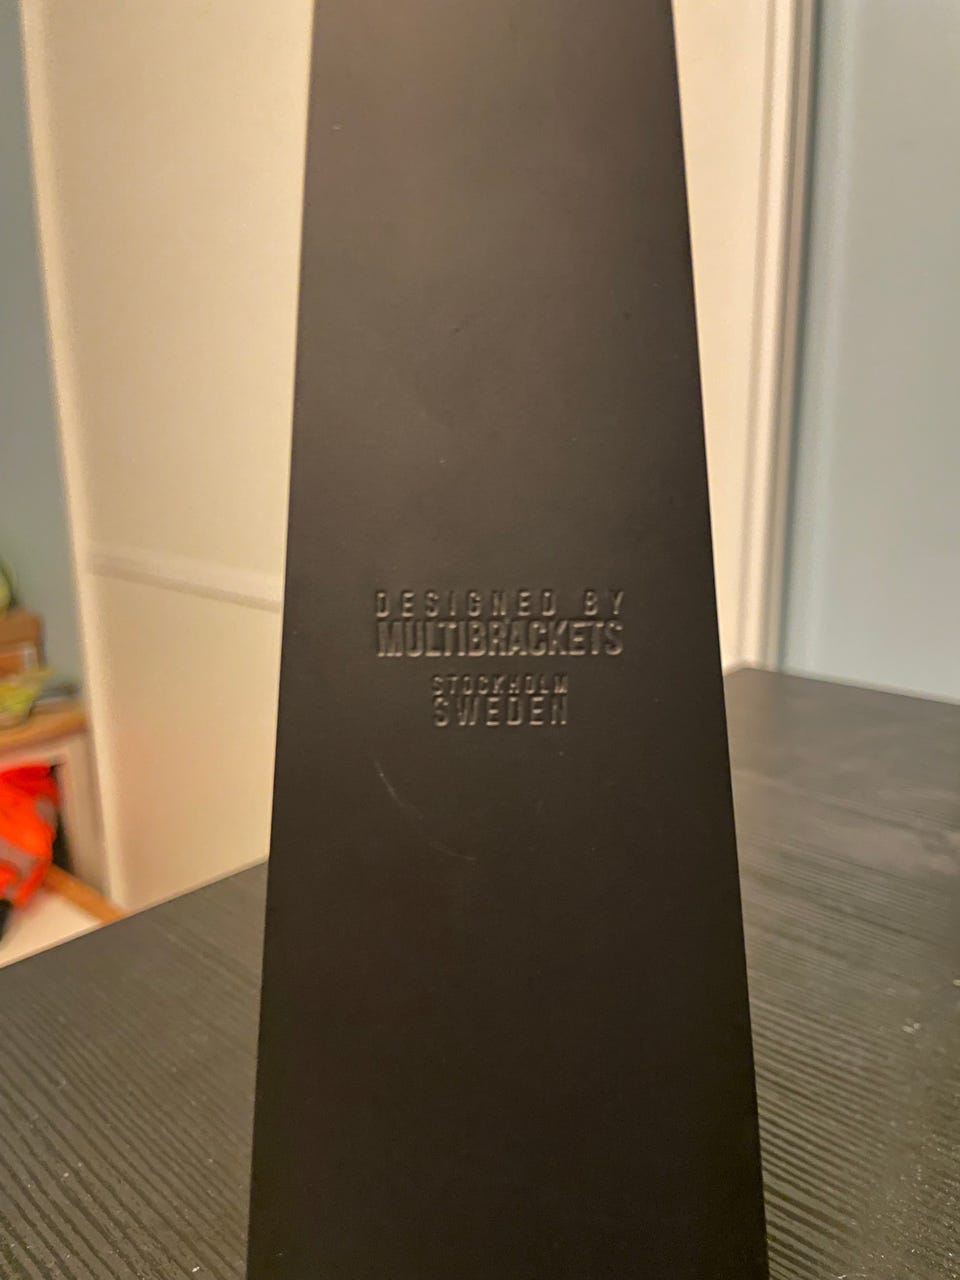 DESIGNED BY
MULTIBRACKETS
STOCKHOLM
SWEDEN